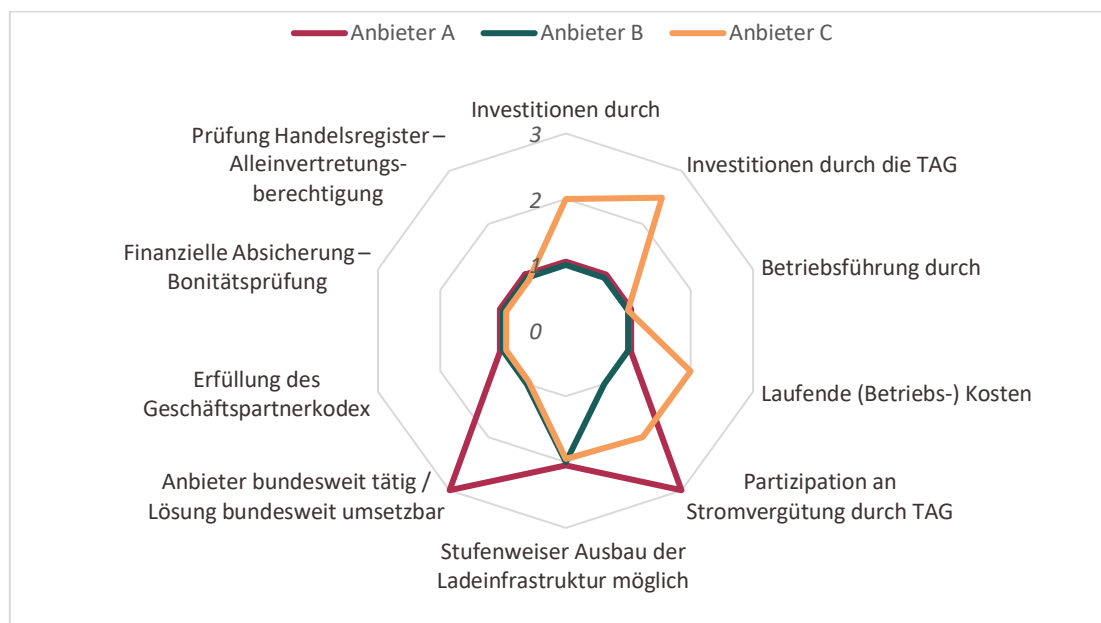 Anbieter A Anbieter B Anbieter C
Investitionen durch
3
Prüfung Handelsregister –
Alleinvertretungs-
berechtigung
Investitionen durch die TAG
2
Finanzielle Absicherung –
Bonitätsprüfung
1
Betriebsführung durch
0
Erfüllung des
Geschäftspartnerkodex
Laufende (Betriebs-) Kosten
Anbieter bundesweit tätig /
Lösung bundesweit umsetzbar
Partizipation an
Stromvergütung durch TAG
Stufenweiser Ausbau der
Ladeinfrastruktur möglich